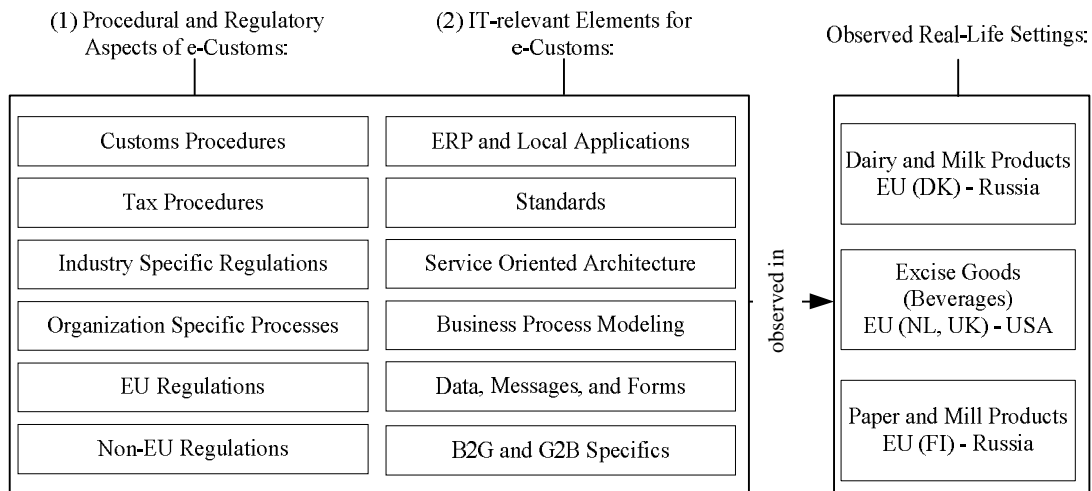 (1) Procedural and Regulatory
Aspects of e-Customs:
(2) IT-relevant Elements for
e-Customs:
Observed Real-Life Settings:
Customs Procedures
Tax Procedures
Industry Specific Regulations
Organization Specific Processes
EU Regulations
Non-EU Regulations
ERP and Local Applications
Standards
Service Oriented Architecture
Business Process Modeling
Data, Messages, and Forms
B2G and G2B Specifics
observed in
Dairy and Milk Products
EU (DK) - Russia
Excise Goods
(Beverages)
EU (NL, UK) - USA
Paper and Mill Products
EU (FI) - Russia